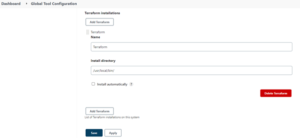 Dashboard > Global Tool Configuration
Terraform installations
Add Terraform
Terraform
Name
Terraform
Install directory
/usr/local/bin/
Install automatically ?
Delete Terraform
Add Terraform
List of Terraform installations on this system
Save Apply